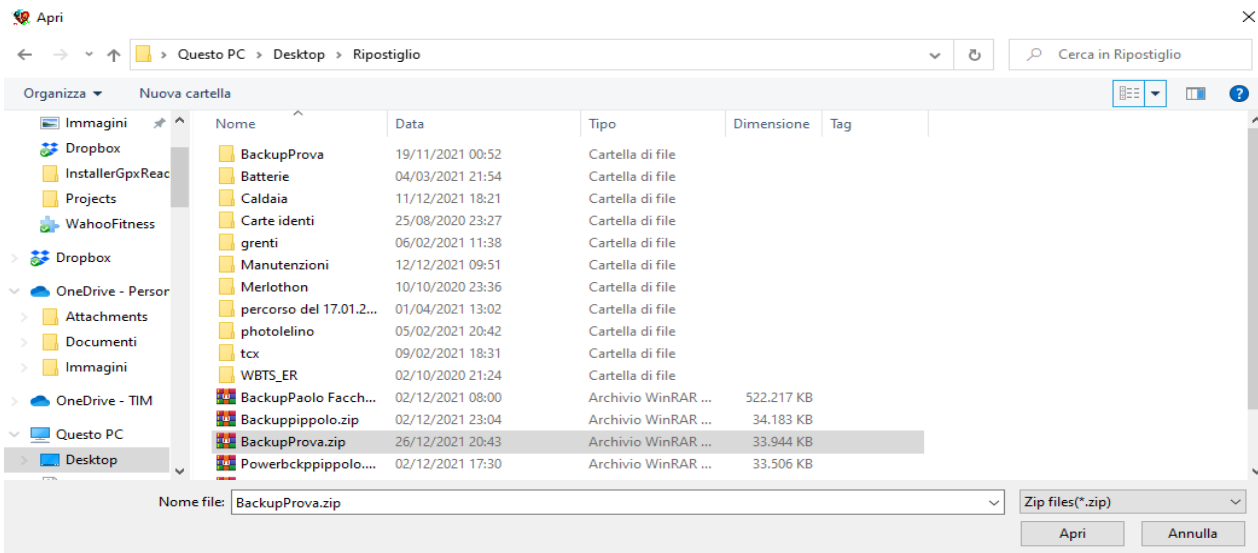 Apri
Questo PC > Desktop > Ripostiglio
Cerca in Ripostiglio
Organizza Nuova cartella
Immagini
Dropbox
InstallerGpxReac
Projects
WahooFitness
Dropbox
OneDrive - Person
Attachments
Documenti
Immagini
OneDrive - TIM
Questo PC
Desktop
Nome Data Tipo Dimensione Tag
BackupProva 19/11/2021 00:52 Cartella di file
Batterie 04/03/2021 21:54 Cartella di file
Caldaia 11/12/2021 18:21 Cartella di file
Carte identi 25/08/2020 23:27 Cartella di file
grenti 06/02/2021 11:38 Cartella di file
Manutenzioni 12/12/2021 09:51 Cartella di file
Merlothon 10/10/2020 23:36 Cartella di file
percorso del 17.01.2... 01/04/2021 13:02 Cartella di file
photolelino 05/02/2021 20:42 Cartella di file
tcx 09/02/2021 18:31 Cartella di file
WBTS_ER 02/10/2020 21:24 Cartella di file
BackupPaolo Facch... 02/12/2021 08:00 Archivio WinRAR ... 522.217 KB
Backuppippolo.zip 02/12/2021 23:04 Archivio WinRAR ... 34.183 KB
BackupProva.zip 26/12/2021 20:43 Archivio WinRAR ... 33.944 KB
Powerbckppippolo.... 02/12/2021 17:30 Archivio WinRAR ... 33.506 KB
Nome file: BackupProva.zip
Zip files(*.zip)
Apri Annulla